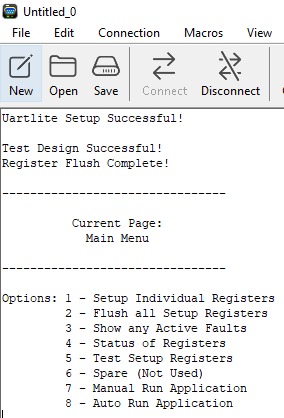 Untitled_0
File Edit Connection Macros View
New Open Save Connect Disconnect
Uartlite Setup Successful!
Test Design Successful!
Register Flush Complete!
--------------------------------
Current Page:
Main Menu
--------------------------------
Options: 1 - Setup Individual Registers
2 - Flush all Setup Registers
3 - Show any Active Faults
4 - Status of Registers
5 - Test Setup Registers
6 - Spare (Not Used)
7 - Manual Run Application
8 - Auto Run Application